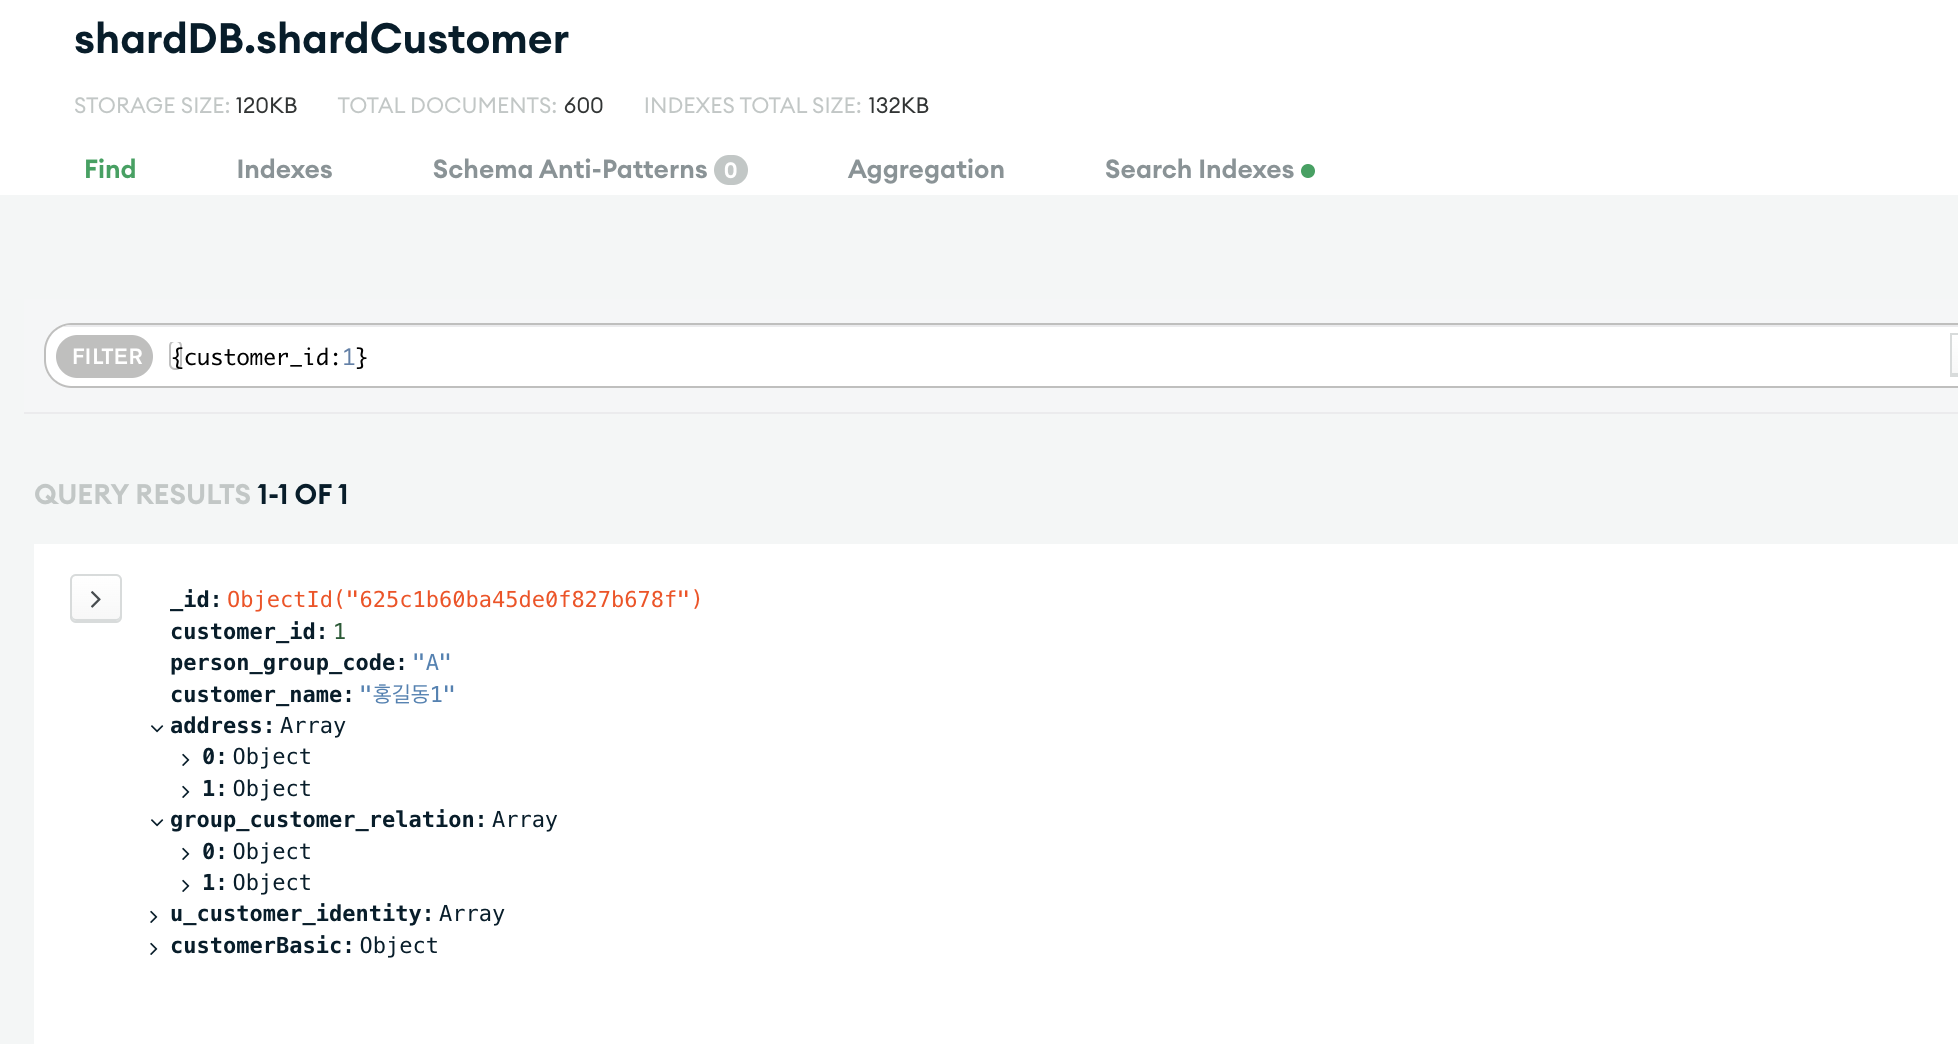 shardDB.shardCustomer
STORAGE SIZE: 120KB TOTAL DOCUMENTS: 600 INDEXES TOTAL SIZE: 132KB
Find Indexes Schema Anti-Patterns 0 Aggregation Search Indexes
FILTER {customer_id:1}
QUERY RESULTS 1-1 OF 1
_id: ObjectId("625c1b60ba45de0f827b678f")
customer_id: 1
person_group_code: "A"
customer_name: "홍길동1"
address: Array
0: Object
1: Object
group_customer_relation: Array
0: Object
1: Object
u_customer_identity: Array
customerBasic: Object